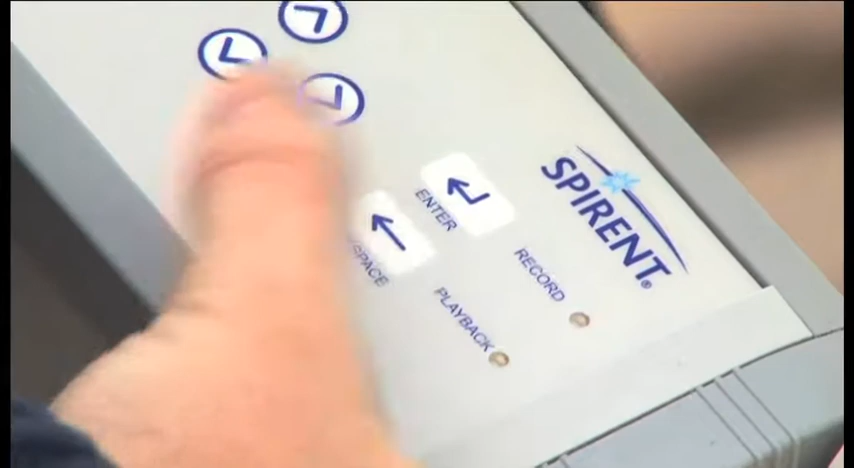 SPIRENT®
ENTER
SPACE
RECORD
PLAYBACK